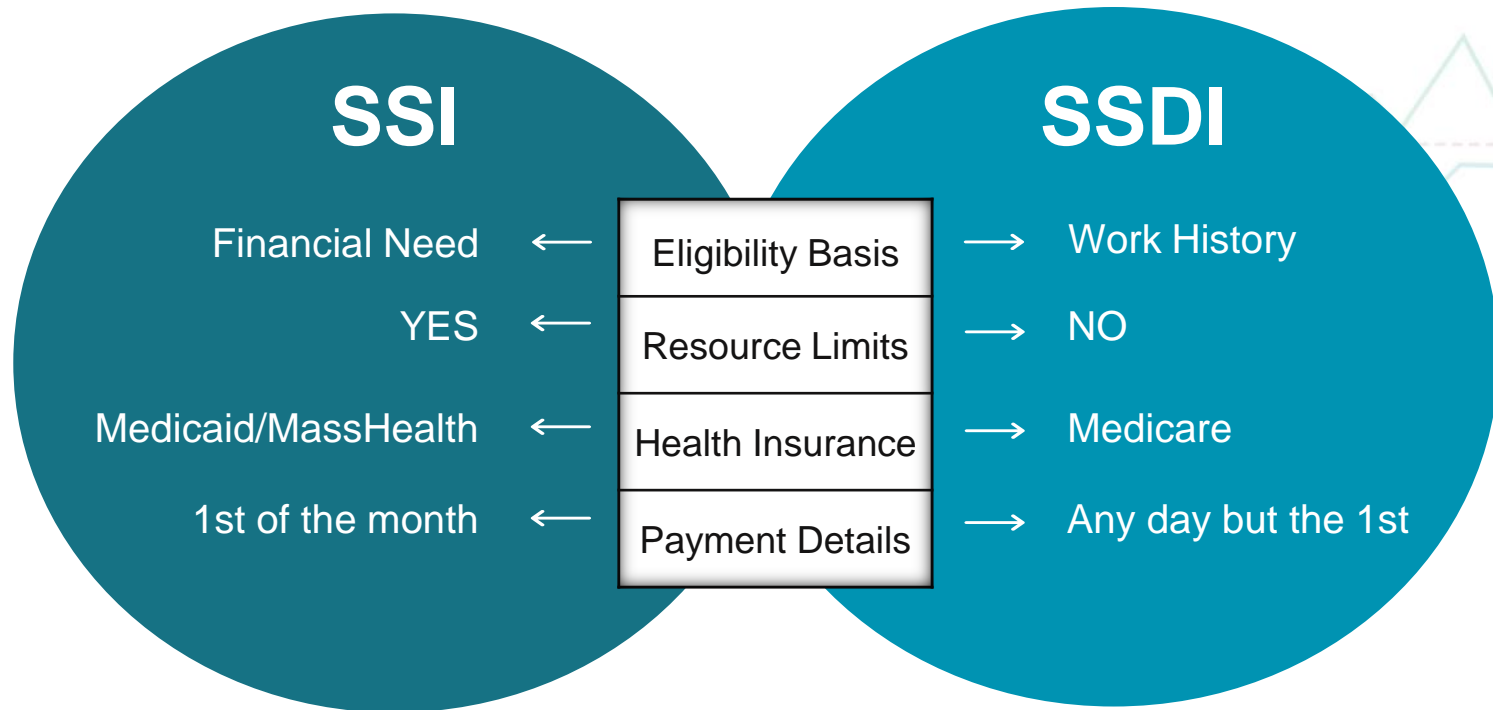 SSI
SSDI
Financial Need ← Eligibility Basis → Work History
YES ← Resource Limits → NO
Medicaid/MassHealth ← Health Insurance → Medicare
1st of the month ← Payment Details → Any day but the 1st